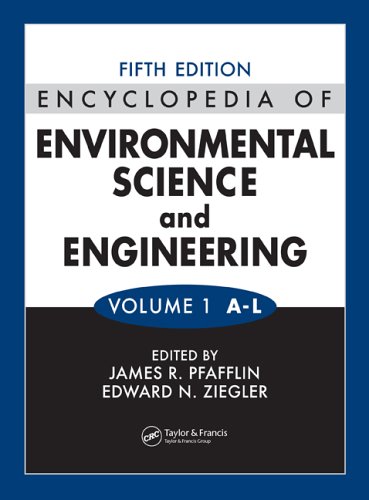 FIFTH EDITION
ENCYCLOPEDIA OF
ENVIRONMENTAL
SCIENCE
and
ENGINEERING
VOLUME 1 A-L
EDITED BY
JAMES R. PFAFFLIN
EDWARD N. ZIEGLER
CRC Taylor & Francis
Taylor & Francis Group